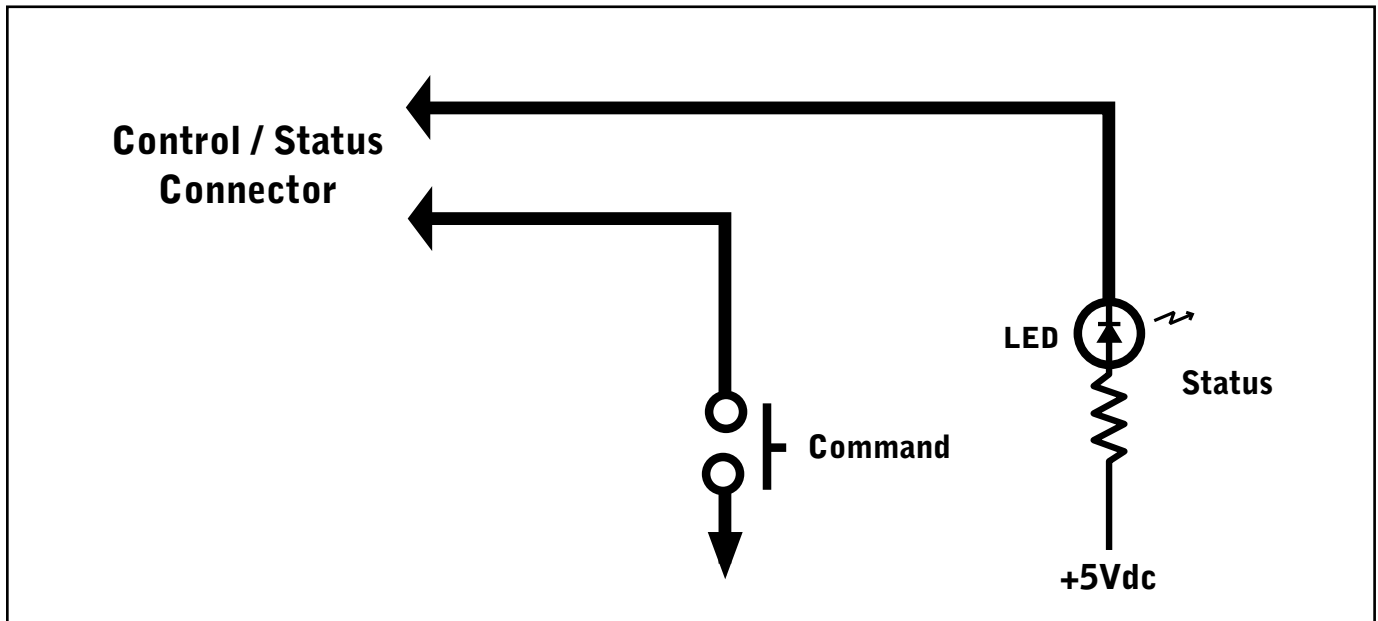 Control / Status
Connector
LED
Status
Command
+5Vdc